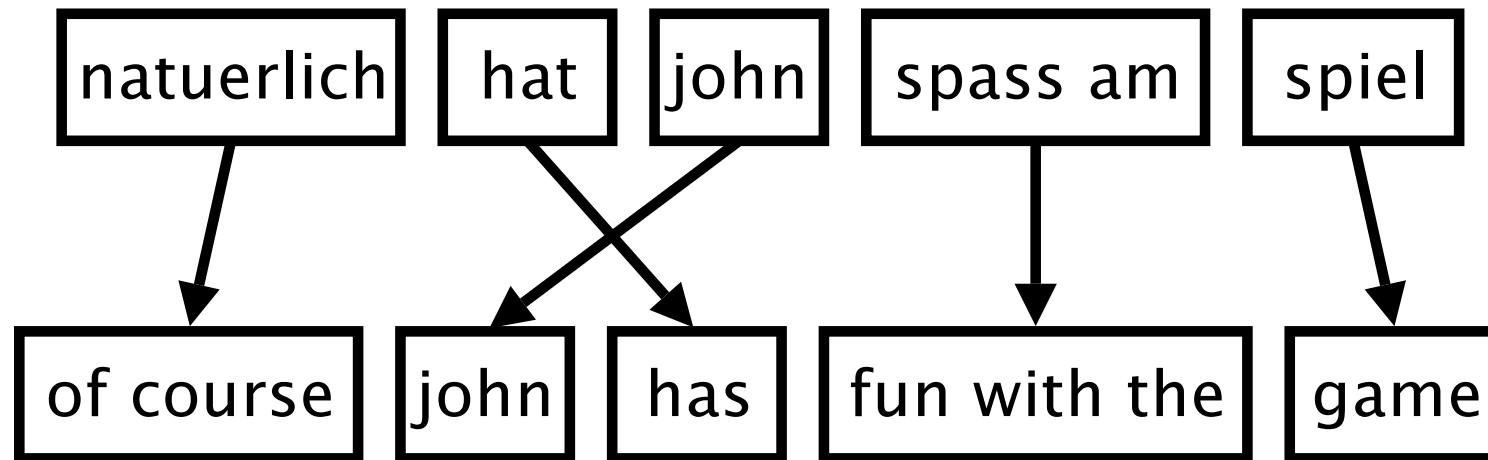 natuerlich hat john spass am spiel
of course john has fun with the game